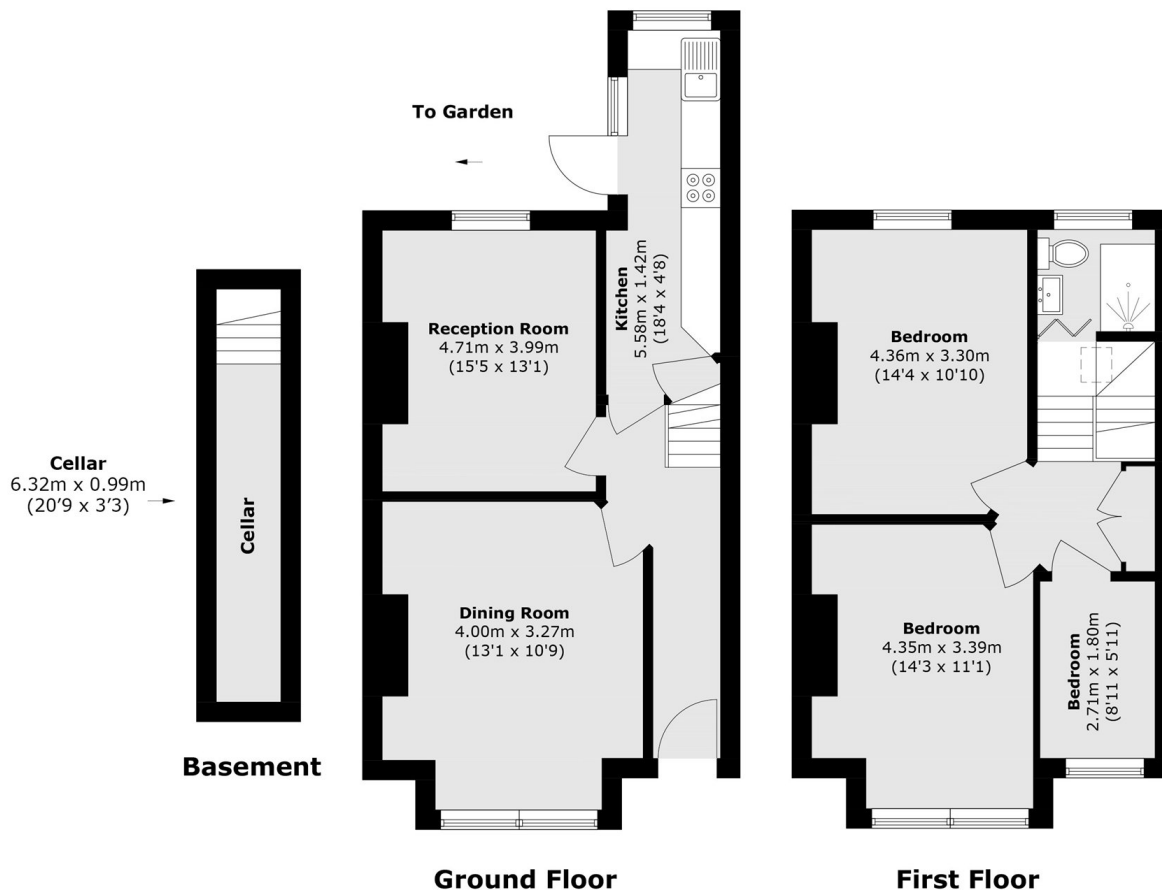 To Garden
Kitchen
5.58m x 1.42m
(18'4 x 4'8)
Reception Room
4.71m x 3.99m
(15'5 x 13'1)
Bedroom
4.36m x 3.30m
(14'4 x 10'10)
Cellar
6.32m x 0.99m
(20'9 x 3'3)
Cellar
Dining Room
4.00m x 3.27m
(13'1 x 10'9)
Bedroom
4.35m x 3.39m
(14'3 x 11'1)
Bedroom
2.71m x 1.80m
(8'11 x 5'11)
Basement
Ground Floor
First Floor